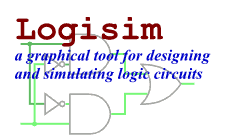 Logisim
a graphical tool for designing
and simulating logic circuits